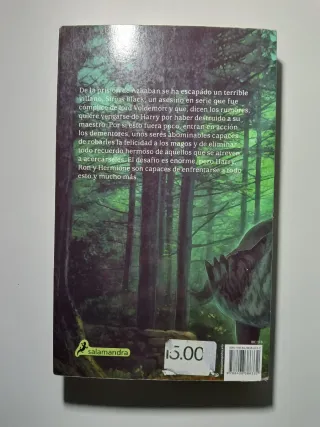 De la prisión de Azkaban se ha escapado un terrible
villano, Sirius Black, un asesino en serie que fue
cómplice de lord Voldemort y que, dicen los rumores,
quiere vengarse de Harry por haber destruido a su
maestro. Por si esto fuera poco, entran en acción
los dementores, unos seres abominables capaces
de robarles la felicidad a los magos y de eliminar
todo recuerdo hermoso de aquellos que se atreven
a acercárseles. El desafío es enorme, pero Harry,
Ron y Hermione son capaces de enfrentarse a todo
esto y mucho más.
salamandra
15.00